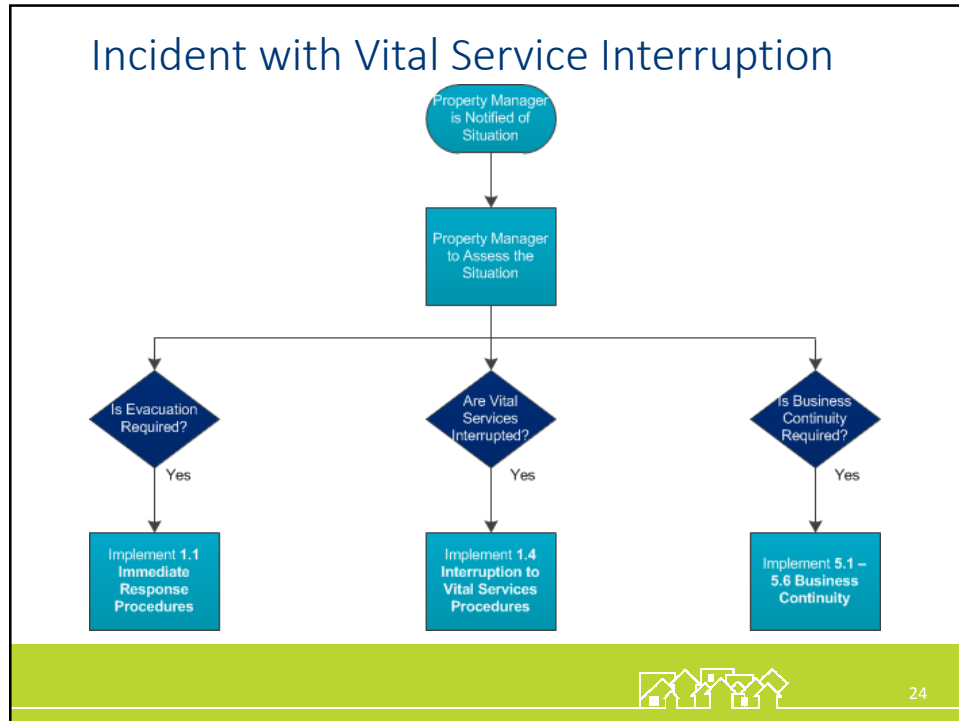 Incident with Vital Service Interruption
Property Manager
is Notified of
Situation
Property Manager
to Assess the
Situation
Is Evacuation
Required?
Are Vital
Services
Interrupted?
Is Business
Continuity
Required?
Yes
Yes
Yes
Implement 1.1
Immediate
Response
Procedures
Implement 1.4
Interruption to
Vital Services
Procedures
Implement 5.1 –
5.6 Business
Continuity
24